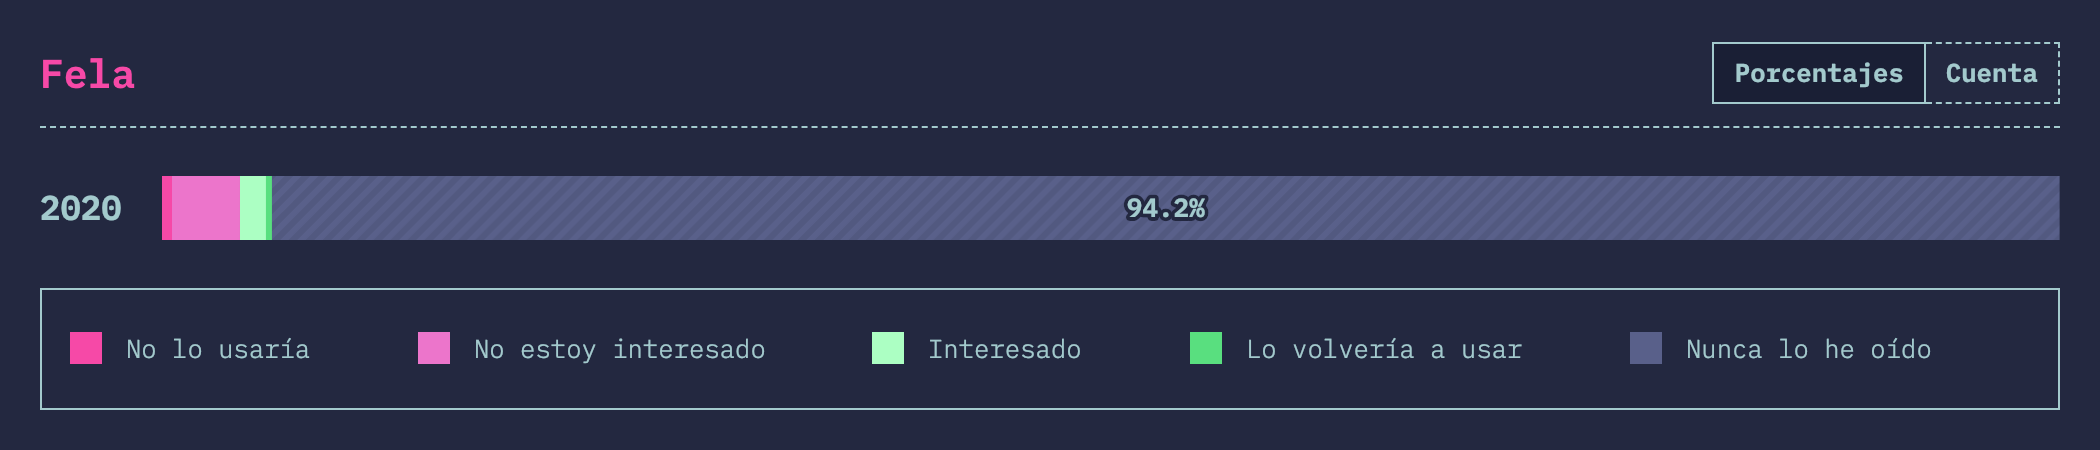 Fela
Porcentajes Cuenta
2020
94.2%
No lo usaría No estoy interesado Interesado Lo volvería a usar Nunca lo he oído